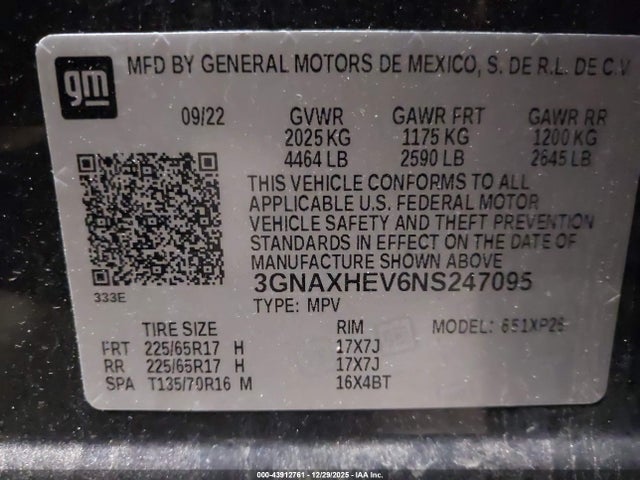 gm
MFD BY GENERAL MOTORS DE MEXICO, S. DE R.L. DE C.V
09/22 GVWR GAWR FRT GAWR RR
2025 KG 1175 KG 1200 KG
4464 LB 2590 LB 2645 LB
THIS VEHICLE CONFORMS TO ALL
APPLICABLE U.S. FEDERAL MOTOR
VEHICLE SAFETY AND THEFT PREVENTION
STANDARDS IN EFFECT ON THE DATE OF
MANUFACTURE SHOWN ABOVE
333E
3GNAXHEV6NS247095
TYPE: MPV
TIRE SIZE RIM MODEL:
FRT 225/65R17 H 17X7J
RR 225/65R17 H 17X7J
SPA T135/70R16 M 16X4BT
000-43912761 - 12/29/2025 - IAA Inc.